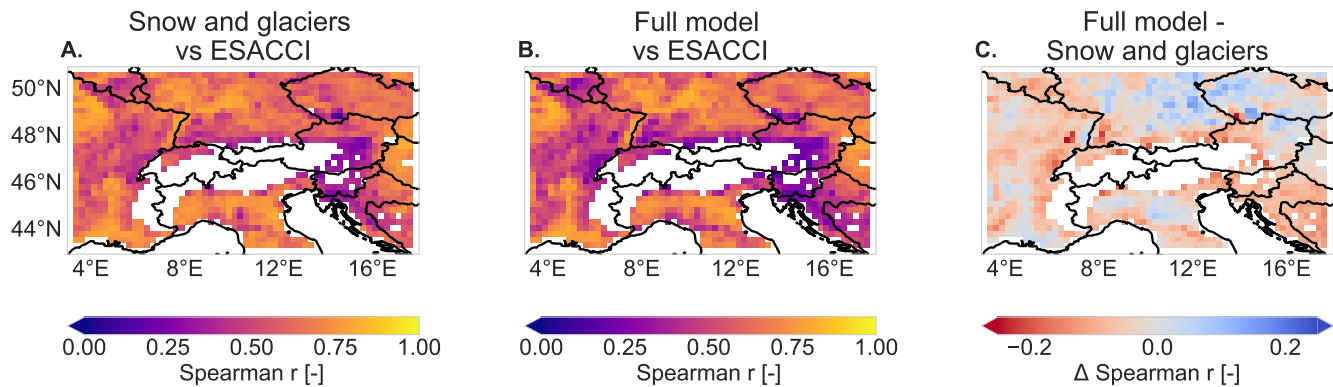 Snow and glaciers
A. vs ESACCI
50°N
48°N
46°N
44°N
4°E 8°E 12°E 16°E
0.00 0.25 0.50 0.75 1.00
Spearman r [-]
Full model
B. vs ESACCI
4°E 8°E 12°E 16°E
0.00 0.25 0.50 0.75 1.00
Spearman r [-]
Full model -
C. Snow and glaciers
4°E 8°E 12°E 16°E
−0.2 0.0 0.2
Δ Spearman r [-]